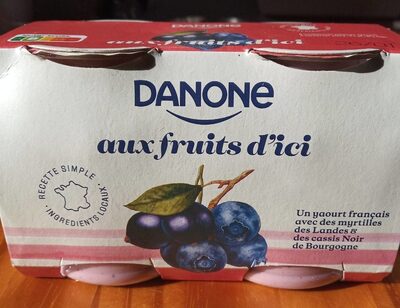 aux fruits d'ici
DANONE
aux fruits d'ici
RECETTE SIMPLE
INGRÉDIENTS LOCAUX
Un yaourt français
avec des myrtilles
des Landes &
des cassis Noir
de Bourgogne